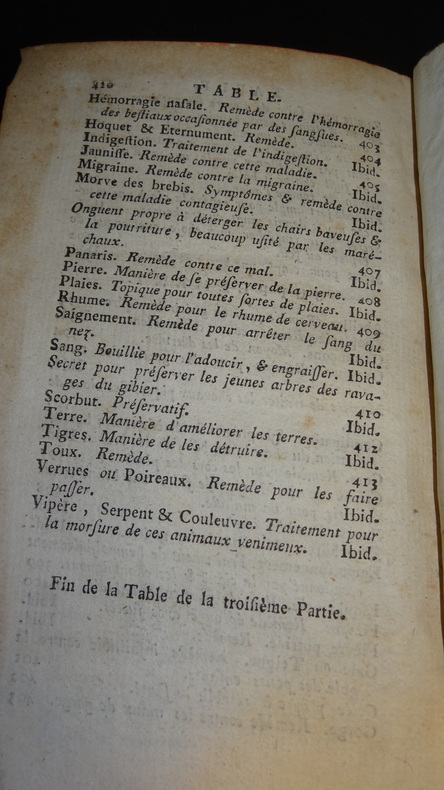 410 TABLE.
Hémorragie nasale. Remède contre l'hémorragie
des beſtiaux occaſionnée par des ſangſues. 403
Hoquet & Eternument. Remède. 404
Indigeſtion. Traitement de l'indigeſtion. Ibid.
Jauniſſe. Remède contre cette maladie. 405
Migraine. Remède contre la migraine. Ibid.
Morve des brebis. Symptômes & remède contre
cette maladie contagieuſe. Ibid.
Onguent propre à déterger les chairs baveuſes &
la pourriture, beaucoup uſité par les maré-
chaux. 407
Panaris. Remède contre ce mal. Ibid.
Pierre. Manière de ſe préſerver de la pierre. 408
Plaies. Topique pour toutes ſortes de plaies. Ibid.
Rhume. Remède pour le rhume de cerveau. 409
Saignement. Remède pour arrêter le ſang du
nez. Ibid.
Sang. Bouillie pour l'adoucir, & engraiſſer. Ibid.
Secret pour préſerver les jeunes arbres des rava-
ges du gibier. 410
Scorbut. Préſervatif. Ibid.
Terre. Manière d'améliorer les terres. 412
Tigres. Manière de les détruire. Ibid.
Toux. Remède. 413
Verrues ou Poireaux. Remède pour les faire
paſſer. Ibid.
Vipère, Serpent & Couleuvre. Traitement pour
la morſure de ces animaux venimeux. Ibid.
Fin de la Table de la troiſième Partie.